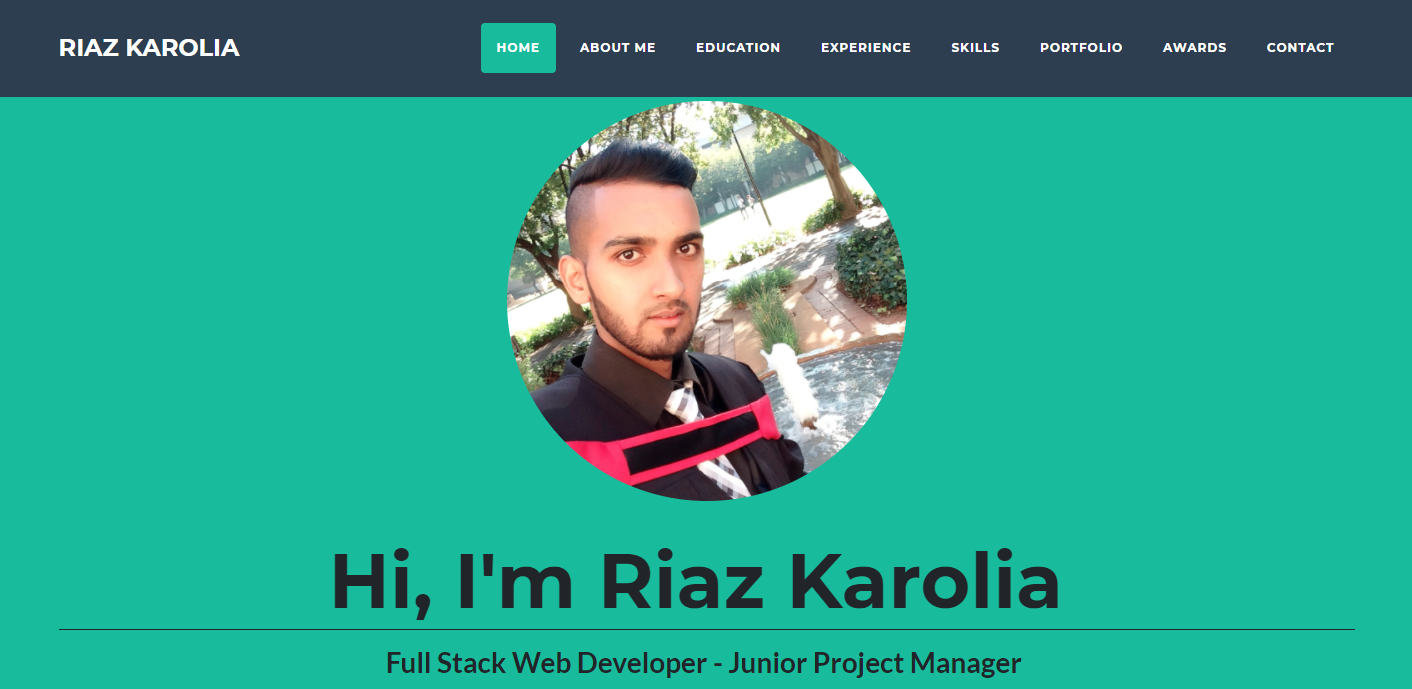 RIAZ KAROLIA
HOME ABOUT ME EDUCATION EXPERIENCE SKILLS PORTFOLIO AWARDS CONTACT
Hi, I'm Riaz Karolia
Full Stack Web Developer - Junior Project Manager